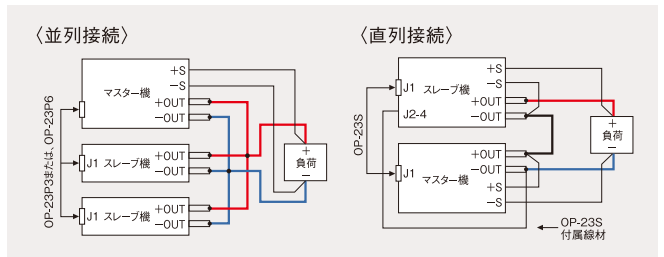 〈並列接続〉
+S
−S
マスター機
+OUT
−OUT
J1 スレーブ機
+OUT
−OUT
J1 スレーブ機
+OUT
−OUT
+
負荷
−
OP-23P3または、OP-23P6
〈直列接続〉
+S
−S
J1 スレーブ機
+OUT
J2-4
−OUT
+OUT
−OUT
J1 マスター機
+S
−S
+
負荷
−
OP-23S
OP-23S
付属線材